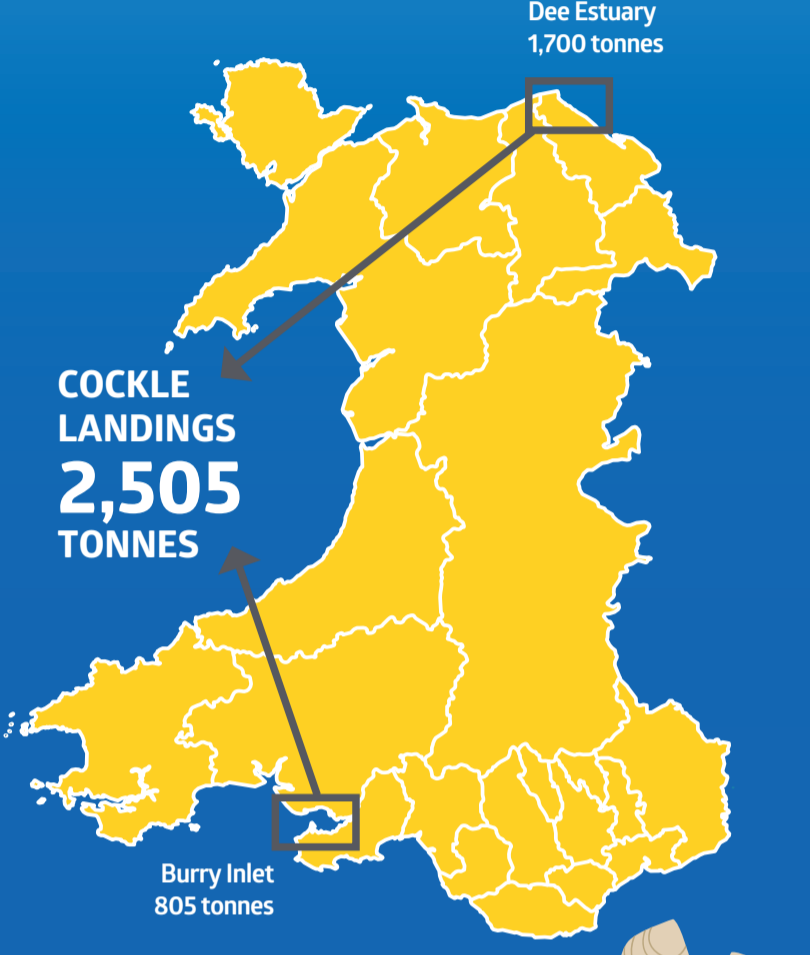 Dee Estuary
1,700 tonnes
COCKLE
LANDINGS
2,505
TONNES
Burry Inlet
805 tonnes